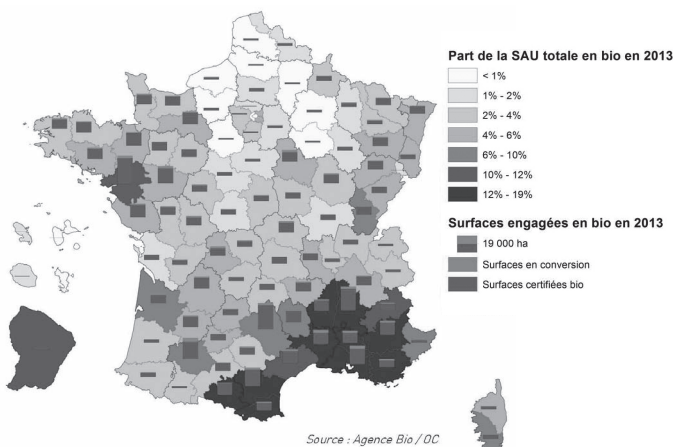 Part de la SAU totale en bio en 2013
< 1%
1% - 2%
2% - 4%
4% - 6%
6% - 10%
10% - 12%
12% - 19%
Surfaces engagées en bio en 2013
19 000 ha
Surfaces en conversion
Surfaces certifiées bio
Source : Agence Bio / OC